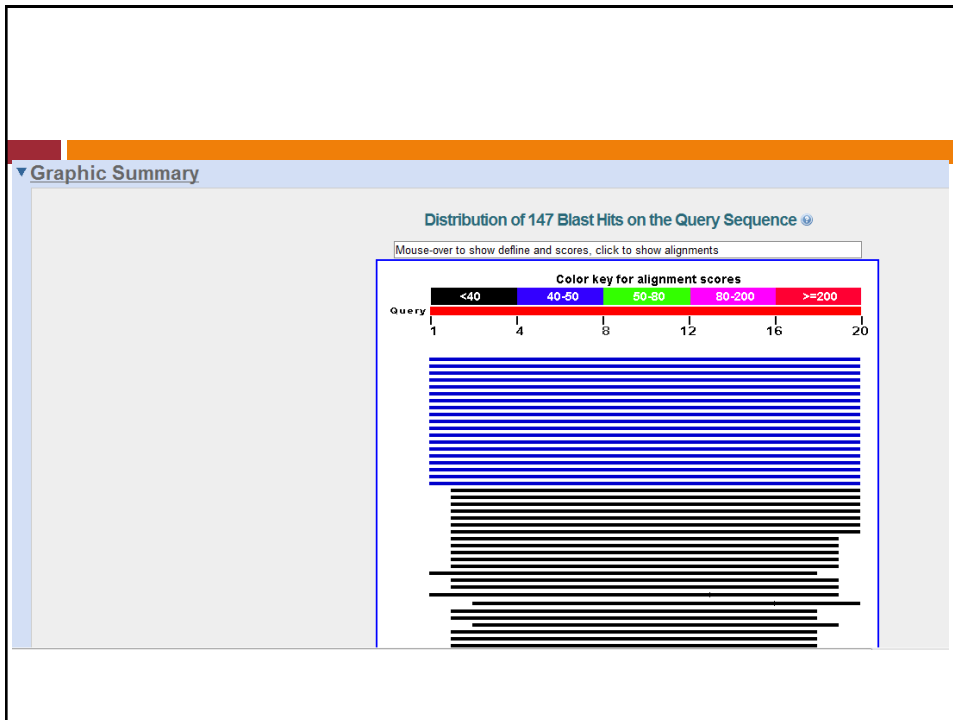 Graphic Summary
Distribution of 147 Blast Hits on the Query Sequence
Mouse-over to show defline and scores, click to show alignments
Color key for alignment scores
<40 40-50 50-80 80-200 >=200
Query
1 4 8 12 16 20